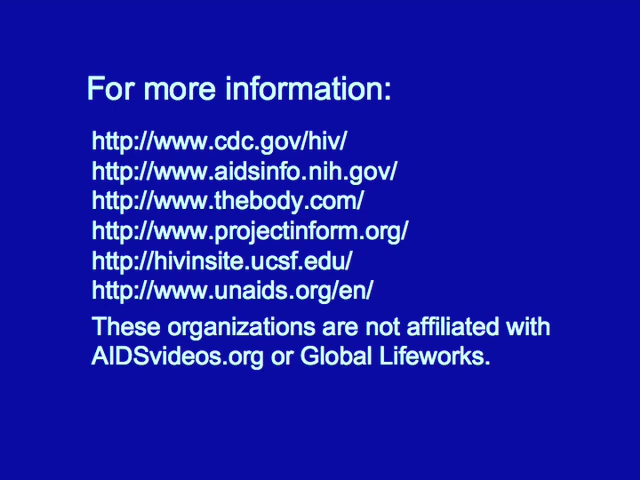 For more information:
http://www.cdc.gov/hiv/
http://www.aidsinfo.nih.gov/
http://www.thebody.com/
http://www.projectinform.org/
http://hivinsite.ucsf.edu/
http://www.unaids.org/en/
These organizations are not affiliated with
AIDSvideos.org or Global Lifeworks.